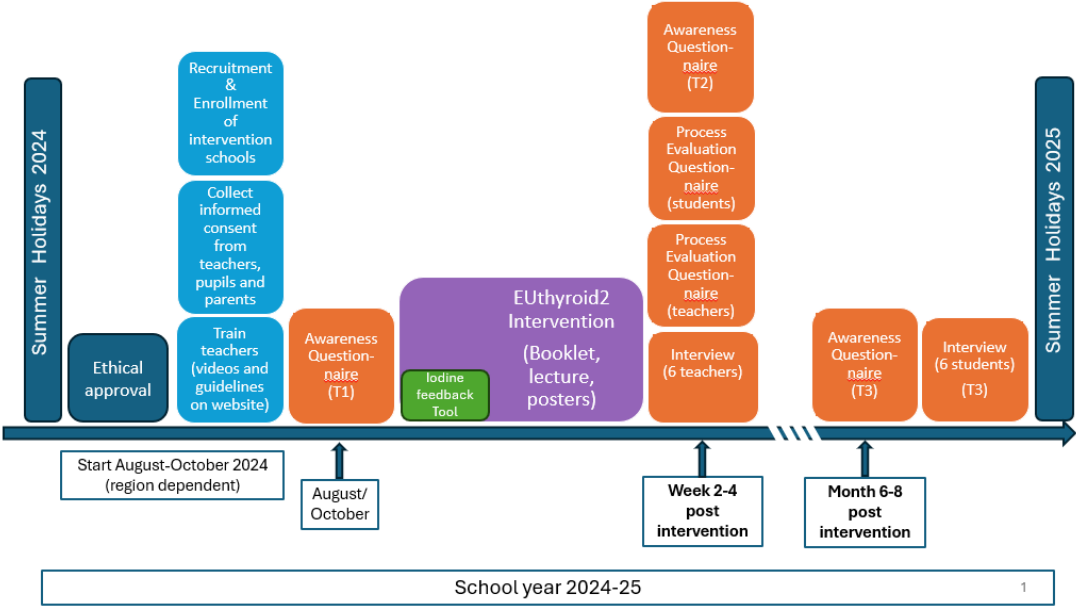 Summer Holidays 2024
Ethical
approval
Recruitment
&
Enrollment
of
intervention
schools
Collect
informed
consent
from
teachers,
pupils and
parents
Train
teachers
(videos and
guidelines
on website)
Awareness
Question-
naire
(T1)
EUthyroid2
Intervention
(Booklet,
lecture,
posters)
Iodine
feedback
Tool
Awareness
Question-
naire
(T2)
Process
Evaluation
Question-
naire
(students)
Process
Evaluation
Question-
naire
(teachers)
Interview
(6 teachers)
Awareness
Question-
naire
(T3)
Interview
(6 students)
(T3)
Summer Holidays 2025
Start August-October 2024
(region dependent)
August/
October
Week 2-4
post
intervention
Month 6-8
post
intervention
School year 2024-25
1